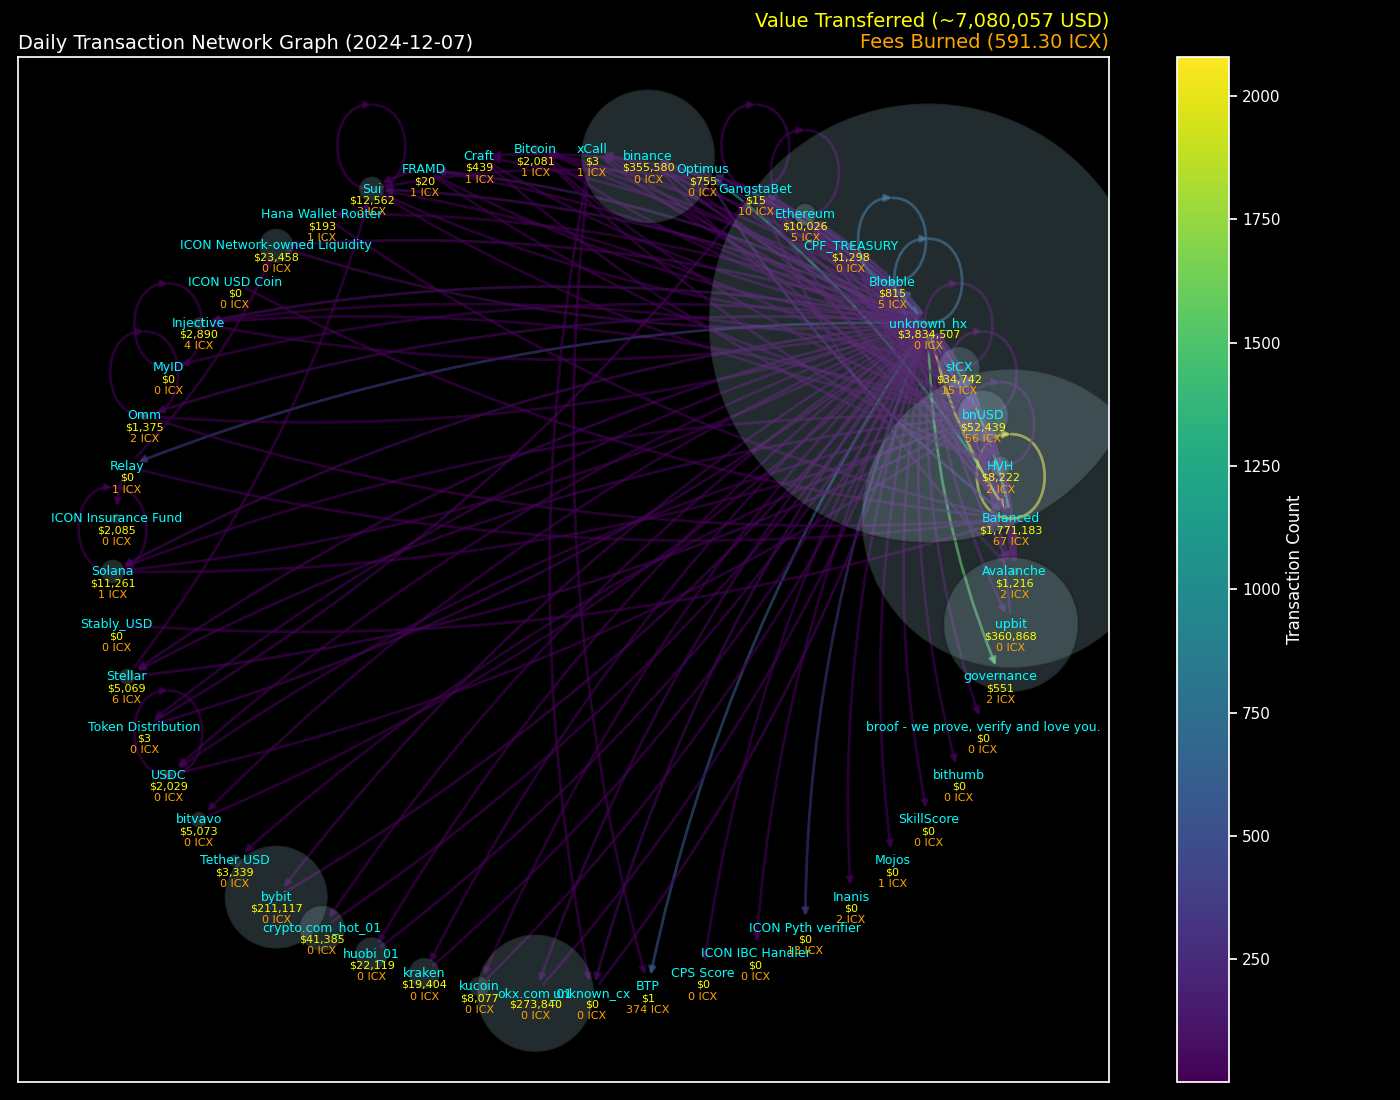 Value Transferred (~7,080,057 USD)
Daily Transaction Network Graph (2024-12-07)
Fees Burned (591.30 ICX)
Bitcoin
$2,081
1 ICX
xCall
$3
1 ICX
Craft
$439
1 ICX
binance
$355,580
0 ICX
FRAMD
$20
1 ICX
Optimus
$755
0 ICX
Sui
$12,562
3 ICX
GangstaBet
$15
10 ICX
Hana Wallet Router
$193
1 ICX
Ethereum
$10,026
5 ICX
ICON Network-owned Liquidity
$23,458
0 ICX
CPF_TREASURY
$1,298
0 ICX
ICON USD Coin
$0
0 ICX
Blobble
$815
5 ICX
Injective
$2,890
4 ICX
unknown_hx
$3,834,507
0 ICX
MyID
$0
0 ICX
sICX
$34,742
15 ICX
Omm
$1,375
2 ICX
bnUSD
$52,439
56 ICX
Relay
$0
1 ICX
HVH
$8,222
2 ICX
ICON Insurance Fund
$2,085
0 ICX
Balanced
$1,771,183
67 ICX
Solana
$11,261
1 ICX
Avalanche
$1,216
2 ICX
Stably_USD
$0
0 ICX
upbit
$360,868
0 ICX
Stellar
$5,069
6 ICX
governance
$551
2 ICX
Token Distribution
$3
0 ICX
broof - we prove, verify and love you.
$0
0 ICX
USDC
$2,029
0 ICX
bithumb
$0
0 ICX
bitvavo
$5,073
0 ICX
SkillScore
$0
0 ICX
Tether USD
$3,339
0 ICX
Mojos
$0
1 ICX
bybit
$211,117
0 ICX
Inanis
$0
2 ICX
crypto.com_hot_01
$41,385
0 ICX
ICON Pyth verifier
$0
ICX
huobi_01
$22,119
0 ICX
ICON IBC Handler
$0
0 ICX
kraken
$19,404
0 ICX
CPS Score
$0
0 ICX
kucoin
$8,077
0 ICX
okx.com_01
$273,840
0 ICX
unknown_cx
$0
0 ICX
BTP
$1
374 ICX
2000
1750
1500
1250
1000
750
500
250
Transaction Count